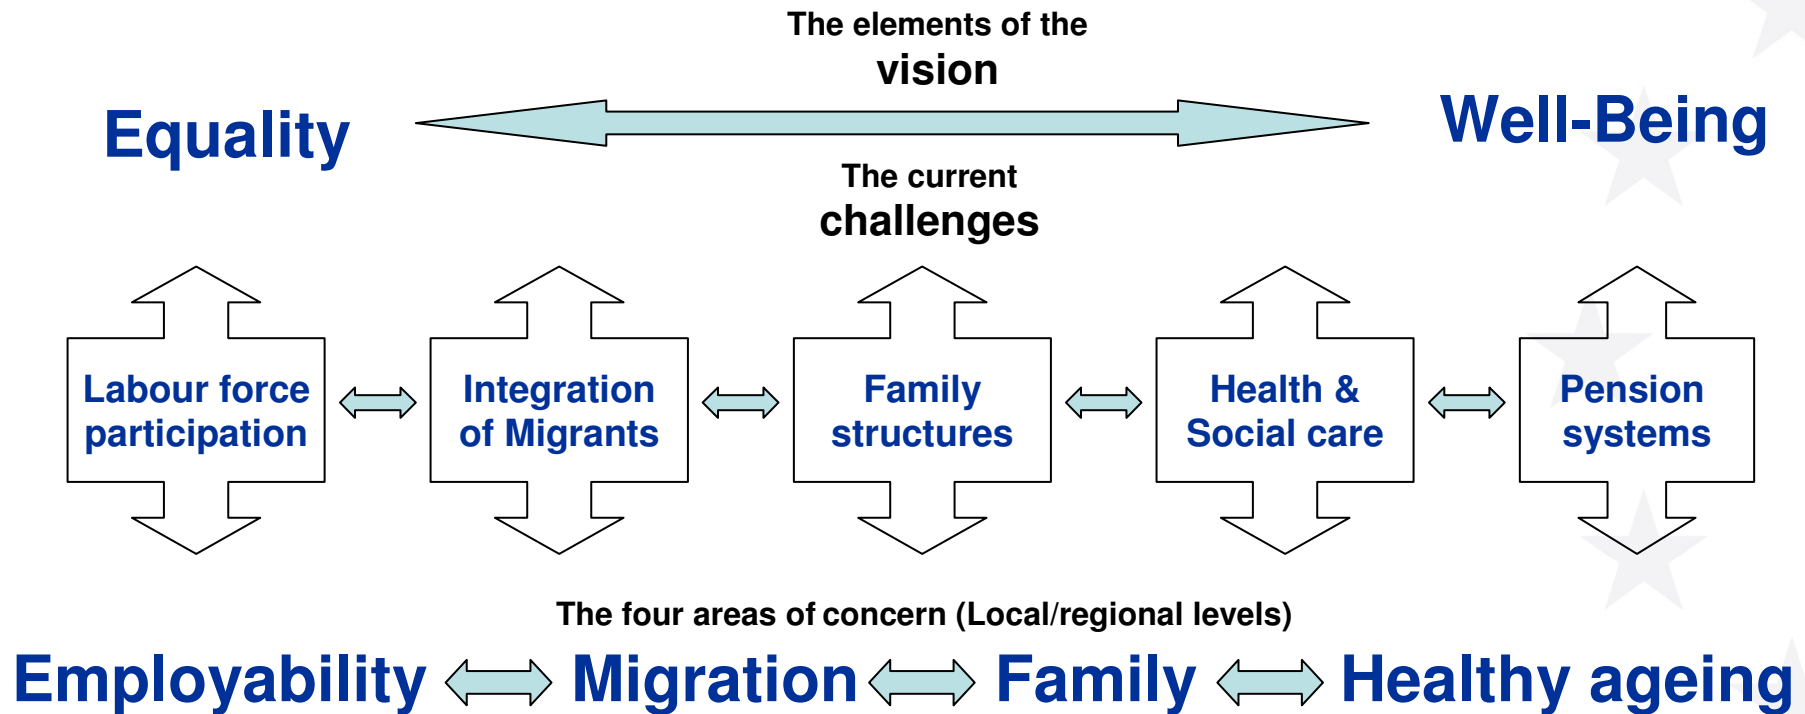 The elements of the
vision
Equality
Well-Being
The current
challenges
Labour force
participation
Integration
of Migrants
Family
structures
Health &
Social care
Pension
systems
The four areas of concern (Local/regional levels)
Employability Migration Family Healthy ageing